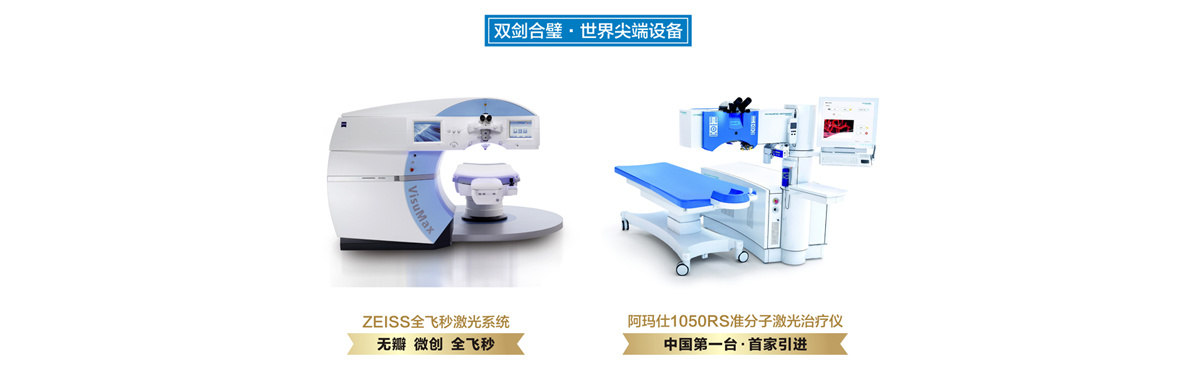 双剑合璧·世界尖端设备
VisuMax
ZEISS全飞秒激光系统
无瓣 微创 全飞秒
阿玛仕1050RS准分子激光治疗仪
中国第一台·首家引进